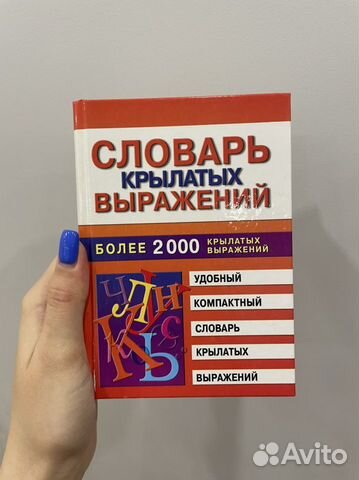 СЛОВАРЬ
КРЫЛАТЫХ
ВЫРАЖЕНИЙ
БОЛЕЕ 2000 КРЫЛАТЫХ
ВЫРАЖЕНИЙ
УДОБНЫЙ
КОМПАКТНЫЙ
СЛОВАРЬ
КРЫЛАТЫХ
ВЫРАЖЕНИЙ
Avito